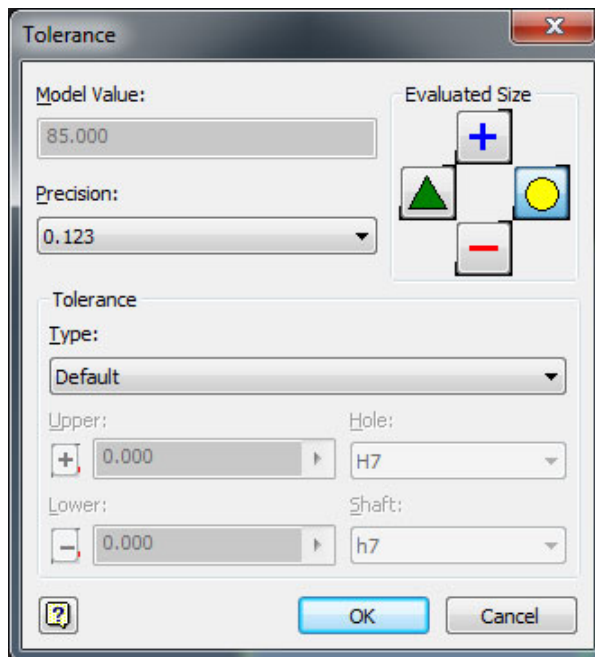 Tolerance
Model Value:
Evaluated Size
85.000
Precision:
0.123
Tolerance
Type:
Default
Upper:
Hole:
0.000
H7
Lower:
Shaft:
0.000
h7
OK
Cancel